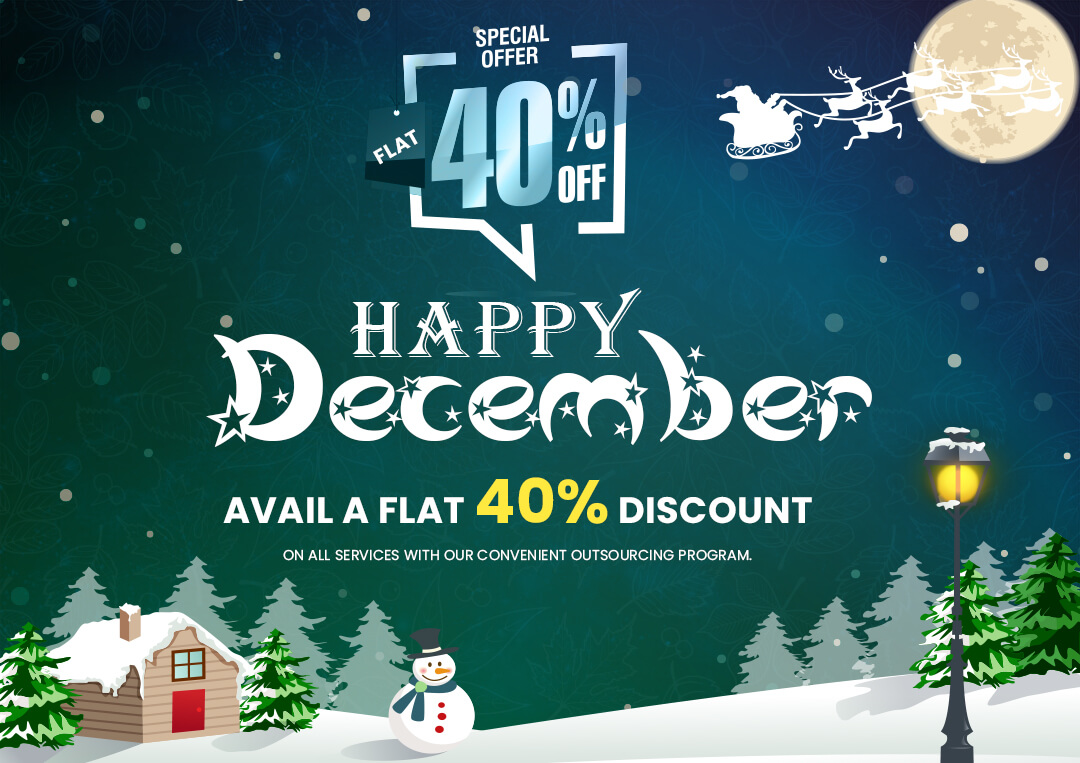 SPECIAL
OFFER
FLAT
40% OFF
HAPPY
December
AVAIL A FLAT 40% DISCOUNT
ON ALL SERVICES WITH OUR CONVENIENT OUTSOURCING PROGRAM.